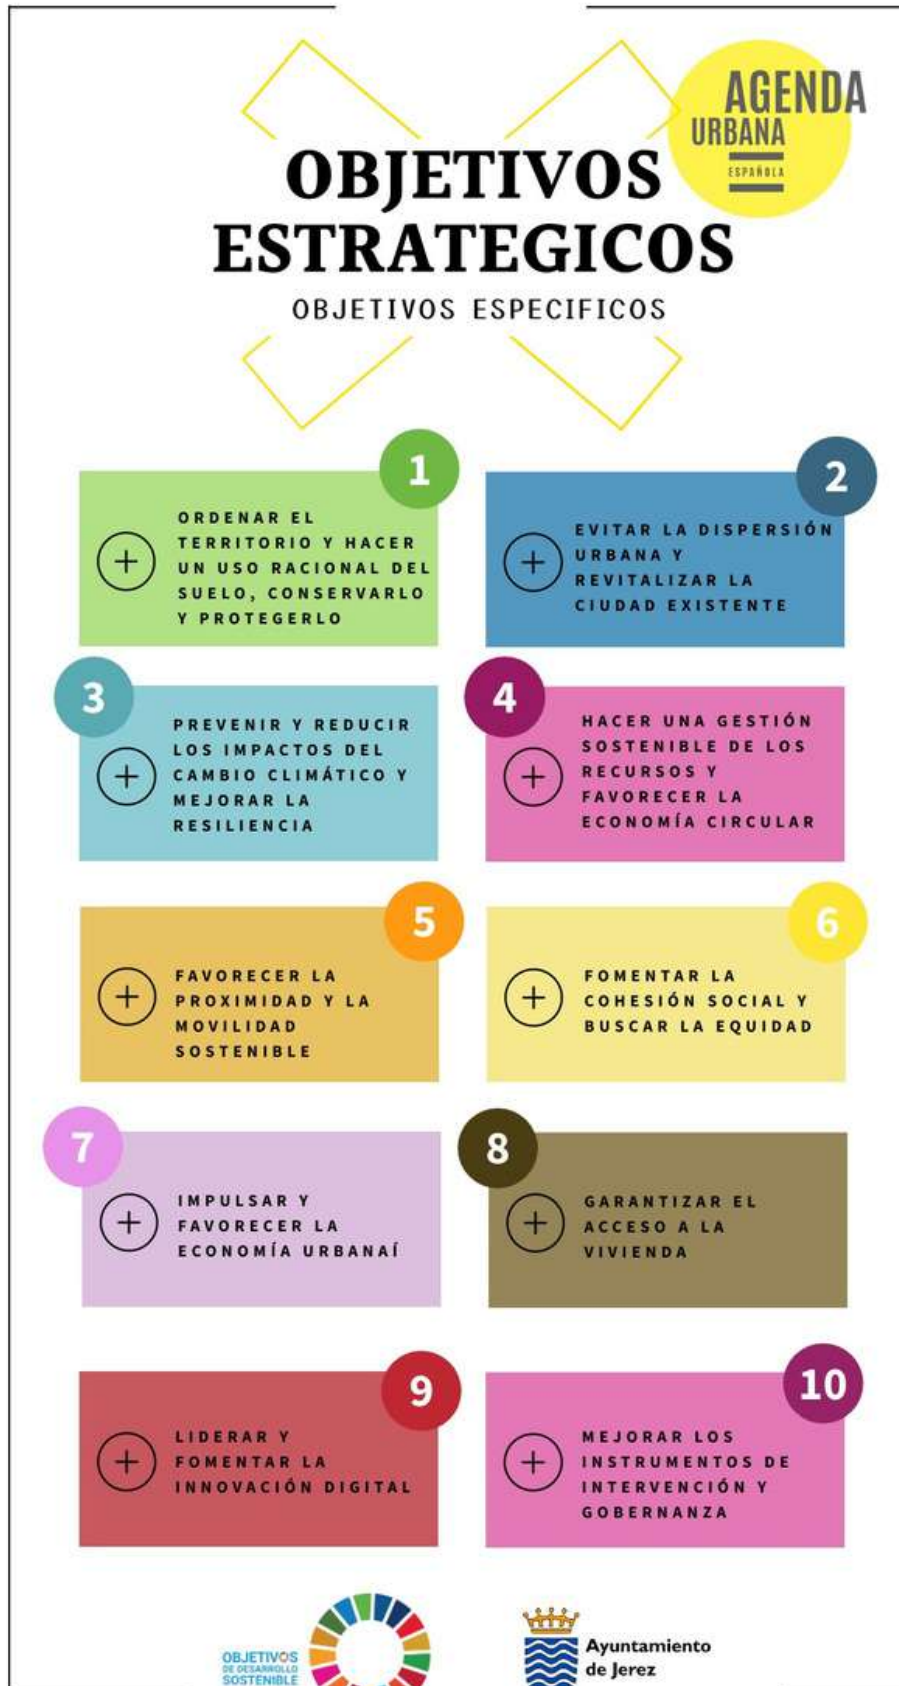 AGENDA
URBANA
ESPAÑOLA
OBJETIVOS
ESTRATEGICOS
OBJETIVOS ESPECIFICOS
1
ORDENAR EL
TERRITORIO Y HACER
UN USO RACIONAL DEL
SUELO, CONSERVARLO
Y PROTEGERLO
2
EVITAR LA DISPERSIÓN
URBANA Y
REVITALIZAR LA
CIUDAD EXISTENTE
3
PREVENIR Y REDUCIR
LOS IMPACTOS DEL
CAMBIO CLIMÁTICO Y
MEJORAR LA
RESILIENCIA
4
HACER UNA GESTIÓN
SOSTENIBLE DE LOS
RECURSOS Y
FAVORECER LA
ECONOMÍA CIRCULAR
5
FAVORECER LA
PROXIMIDAD Y LA
MOVILIDAD
SOSTENIBLE
6
FOMENTAR LA
COHESIÓN SOCIAL Y
BUSCAR LA EQUIDAD
7
IMPULSAR Y
FAVORECER LA
ECONOMÍA URBANAÍ
8
GARANTIZAR EL
ACCESO A LA
VIVIENDA
9
LIDERAR Y
FOMENTAR LA
INNOVACIÓN DIGITAL
10
MEJORAR LOS
INSTRUMENTOS DE
INTERVENCIÓN Y
GOBERNANZA
OBJETIVOS
DE DESARROLLO
SOSTENIBLE
Ayuntamiento
de Jerez